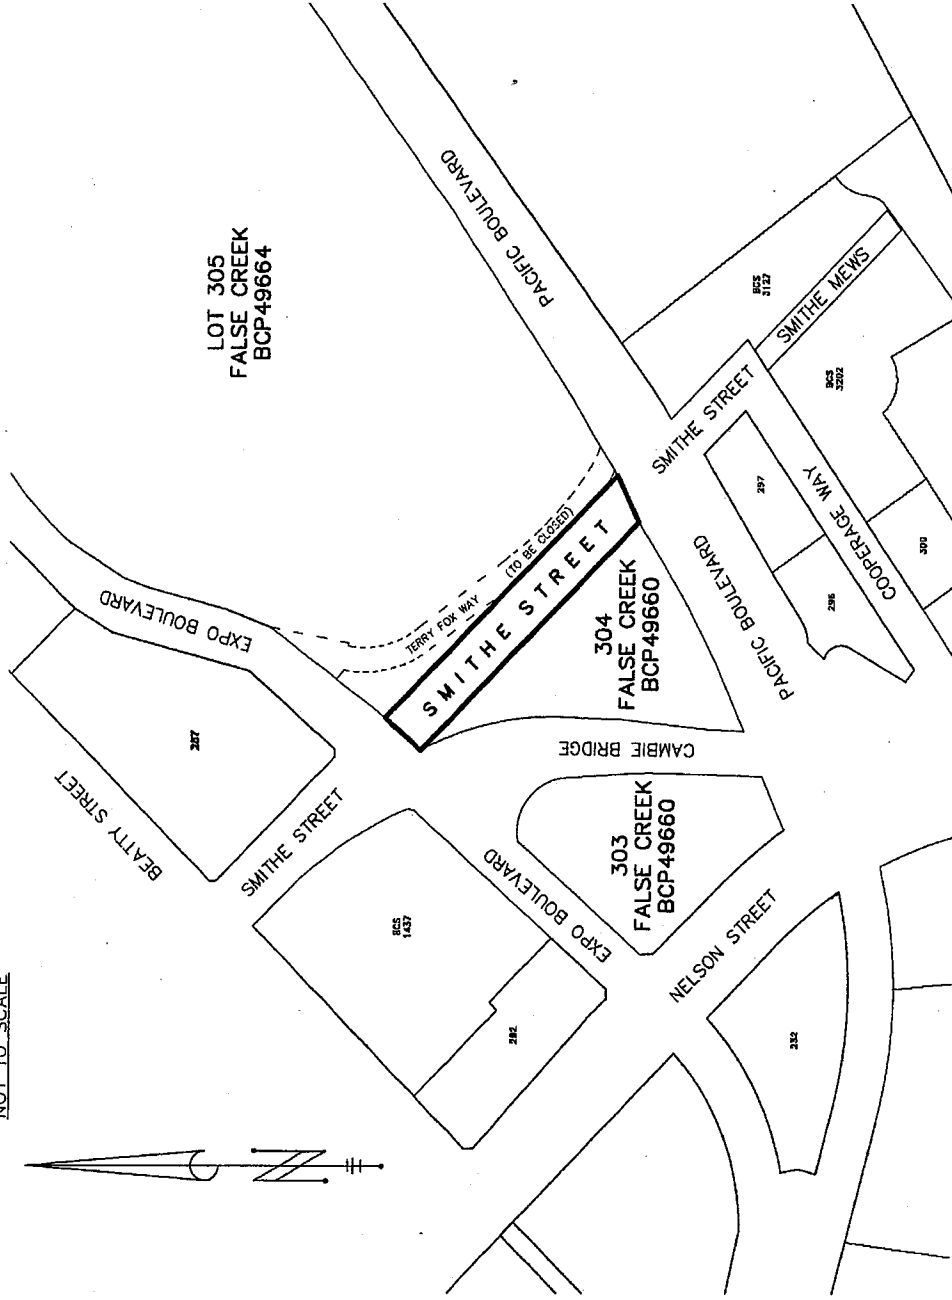 NOT TO SCALE
LOT 305
FALSE CREEK
BCP49664
PACIFIC BOULEVARD
EXPO BOULEVARD
TERRY FOX WAY
(TO BE CLOSED)
SMITHE STREET
BEATTY STREET
287
SMITHE STREET
304
FALSE CREEK
BCP49660
CAMBIE BRIDGE
303
FALSE CREEK
BCP49660
EXPO BOULEVARD
BCS
1437
282
NELSON STREET
232
PACIFIC BOULEVARD
PACIFIC BOULEVARD
SMITHE STREET
SMITHE MEWS
BCS
3127
BCS
3202
297
296
COOPERAGE WAY
300
N